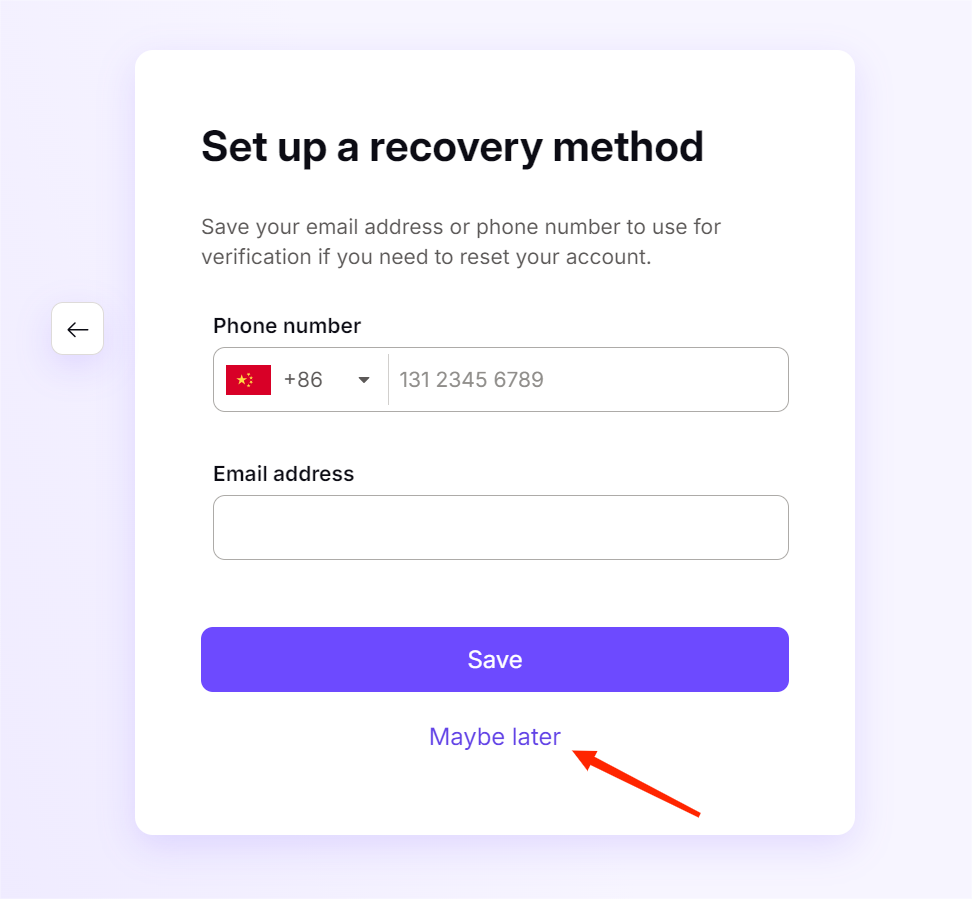 Set up a recovery method
Save your email address or phone number to use for
verification if you need to reset your account.
Phone number
+86 131 2345 6789
Email address
Save
Maybe later